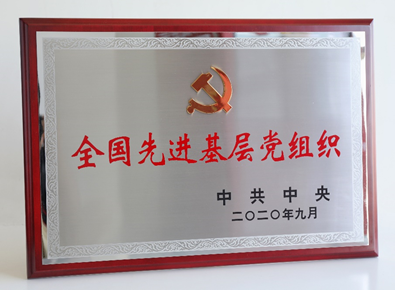 全国先进基层党组织
中共中央
二〇二〇年九月